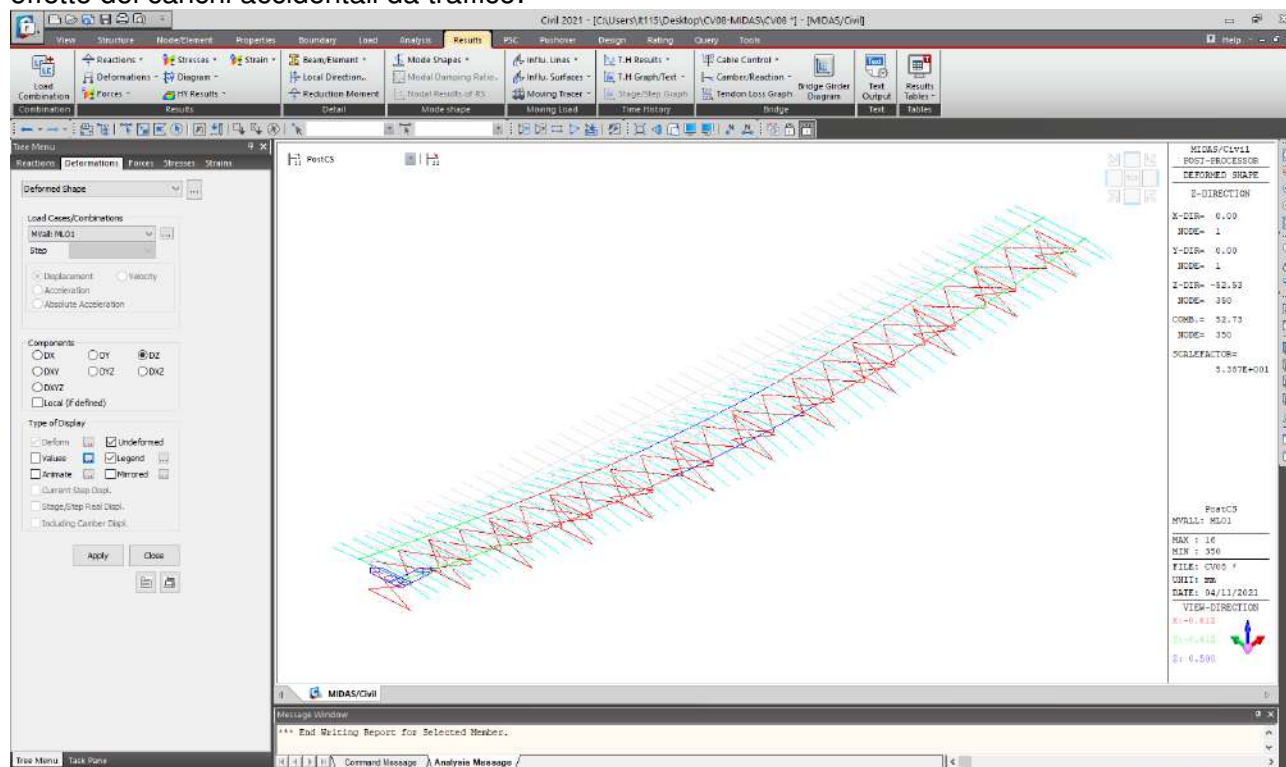 effetto dei carichi accidentali da traffico.
Civil 2021 - [C:\Users\lt115\Desktop\CV08-MIDAS\CV08 *] - [MIDAS/Civil]
View Structure Node/Element Properties Boundary Load Analysis Results PSC Pushover Design Rating Query Tools Help
Load Combination
Reactions
Deformations
Forces
Stresses
Diagram
HY Results
Strain
Beam/Element
Local Direction..
Reduction Moment
Mode Shapes
Modal Damping Ratio..
Nodal Results of RS
Influ. Lines
Influ. Surfaces
Moving Tracer
T.H Results
T.H Graph/Text
Stage/Step Graph
Cable Control
Camber/Reaction
Tendon Loss Graph
Bridge Girder Diagram
Text Output
Results Tables
Combination Results Detail Mode shape Moving Load Time History Bridge Text Tables
Tree Menu
Reactions Deformations Forces Stresses Strains
Deformed Shape
Load Cases/Combinations
MVall: ML01
Step
Displacement Velocity
Acceleration
Absolute Acceleration
Components
DX DY DZ
DXY DYZ DXZ
DXYZ
Local (if defined)
Type of Display
Deform Undeformed
Values Legend
Animate Mirrored
Current Step Displ.
Stage/Step Real Displ.
Including Camber Displ.
Apply Close
Tree Menu Task Pane
PostCS
MIDAS/Civil
POST-PROCESSOR
DEFORMED SHAPE
Z-DIRECTION
X-DIR= 0.00
NODE= 1
Y-DIR= 0.00
NODE= 1
Z-DIR= -52.53
NODE= 350
COMB.= 52.73
NODE= 350
SCALEFACTOR=
PostCS
MVALL: ML01
MAX : 16
MIN : 350
UNIT: mm
DATE: 04/11/2021
VIEW-DIRECTION
X:-0.612
Z: 0.500
MIDAS/Civil
Message Window
*** End Writing Report for Selected Member.
Command Message Analysis Message